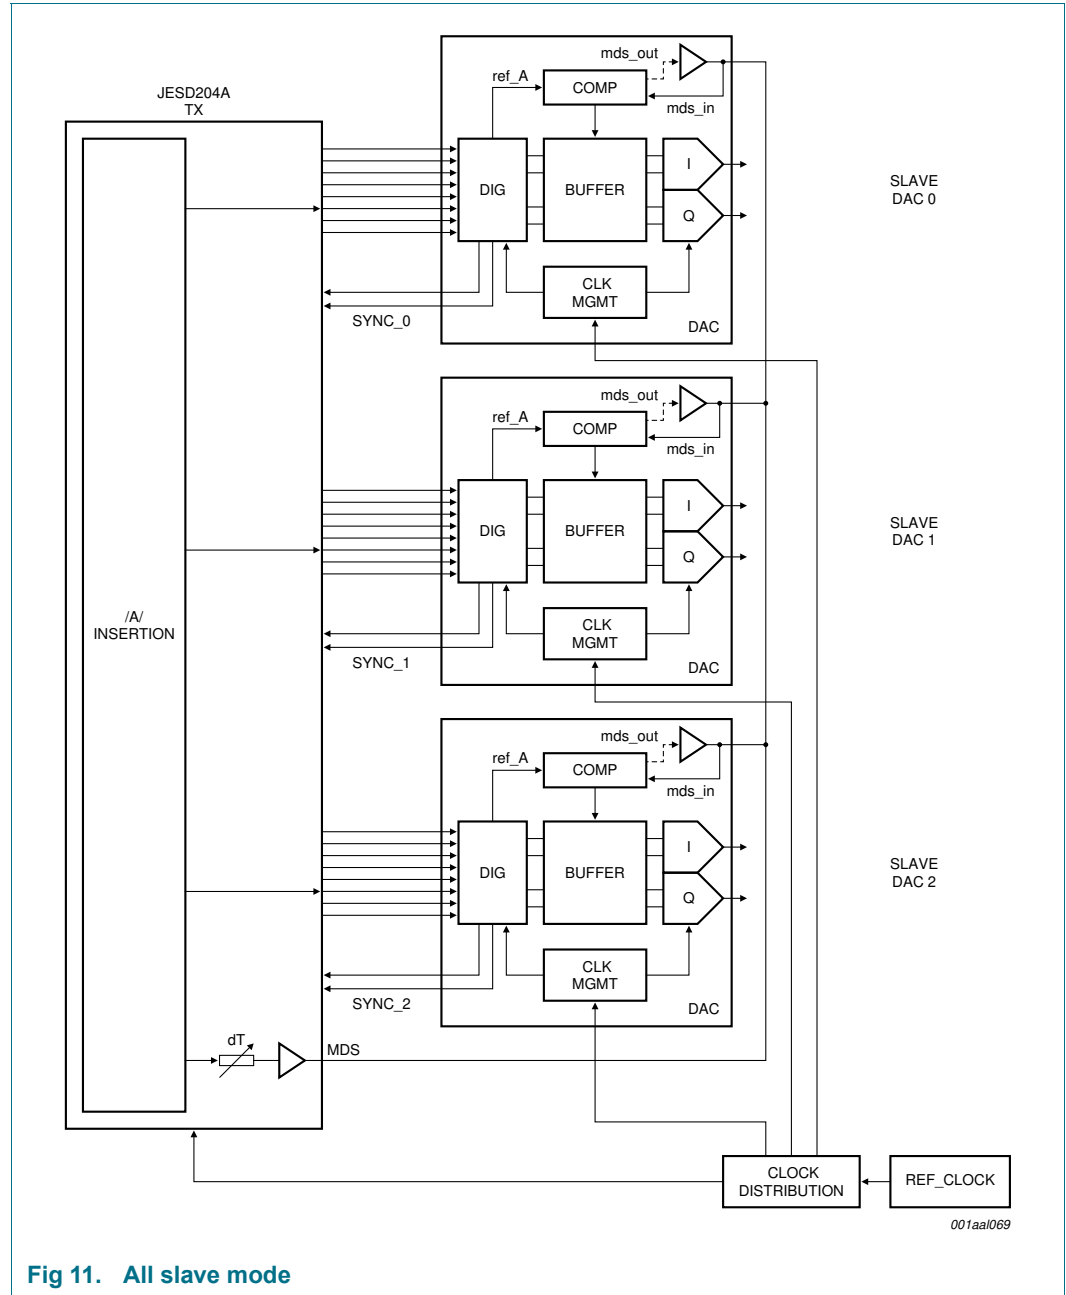 JESD204A
TX
/A/
INSERTION
dT
MDS
mds_out
ref_A
COMP
mds_in
DIG
BUFFER
I
Q
CLK
MGMT
SYNC_0
DAC
SLAVE
DAC 0
mds_out
ref_A
COMP
mds_in
DIG
BUFFER
I
Q
CLK
MGMT
SYNC_1
DAC
SLAVE
DAC 1
mds_out
ref_A
COMP
mds_in
DIG
BUFFER
I
Q
CLK
MGMT
SYNC_2
DAC
SLAVE
DAC 2
CLOCK
DISTRIBUTION
REF_CLOCK
001aal069
Fig 11. All slave mode